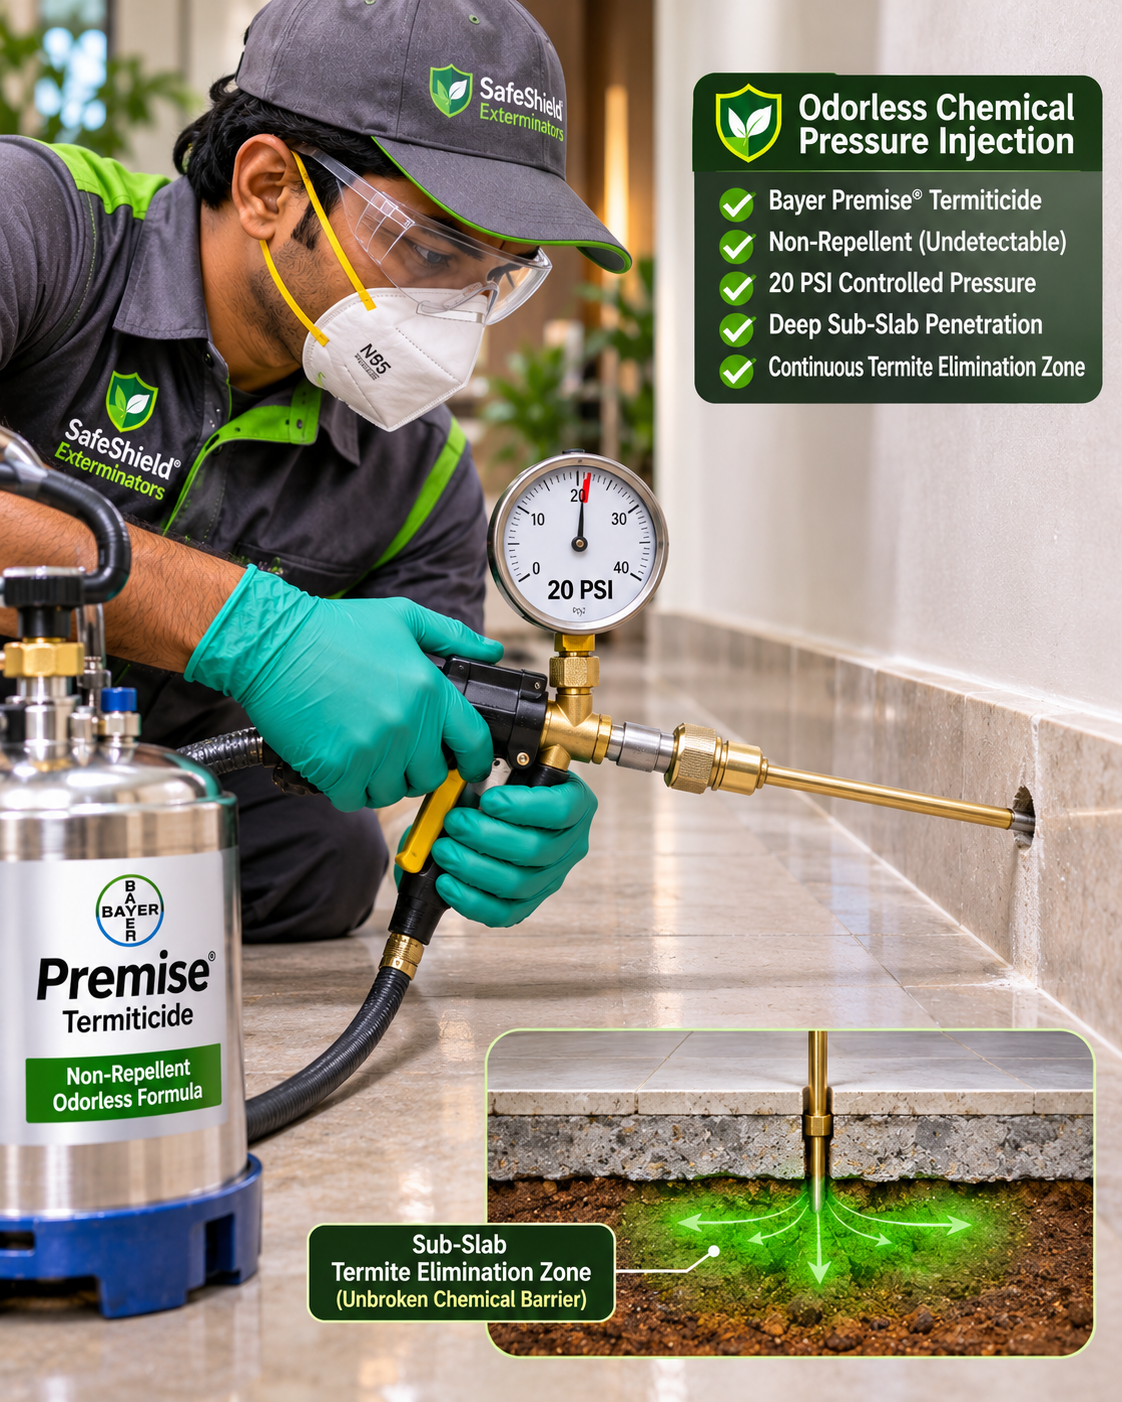 SafeShield
Exterminators
Odorless Chemical
Pressure Injection
Bayer Premise® Termiticide
Non-Repellent (Undetectable)
20 PSI Controlled Pressure
Deep Sub-Slab Penetration
Continuous Termite Elimination Zone
N95
SafeShield®
Exterminators
0
10
20
30
40
20 PSI
BAYER
BAYER
Premise®
Termiticide
Non-Repellent
Odorless Formula
Sub-Slab
Termite Elimination Zone
(Unbroken Chemical Barrier)